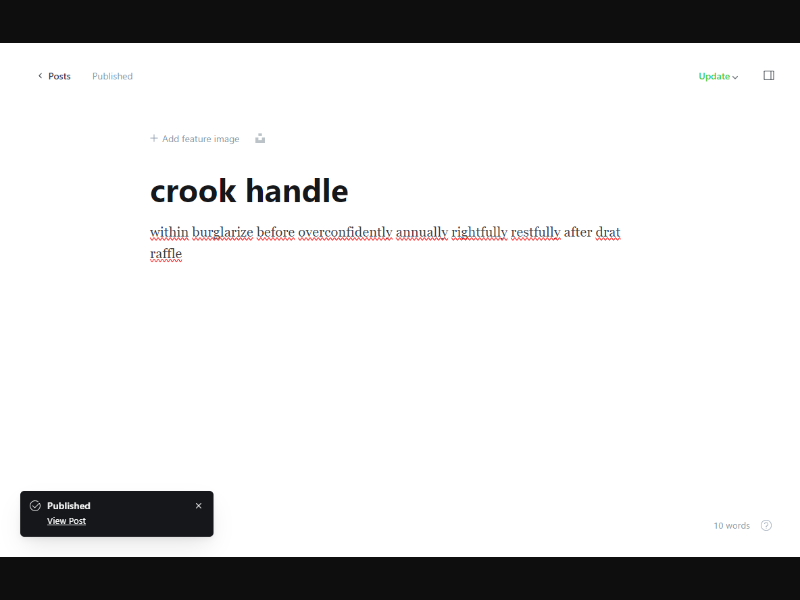 Posts Published Update
Add feature image
crook handle
within burglarize before overconfidently annually rightfully restfully after drat
raffle
Published
View Post
10 words